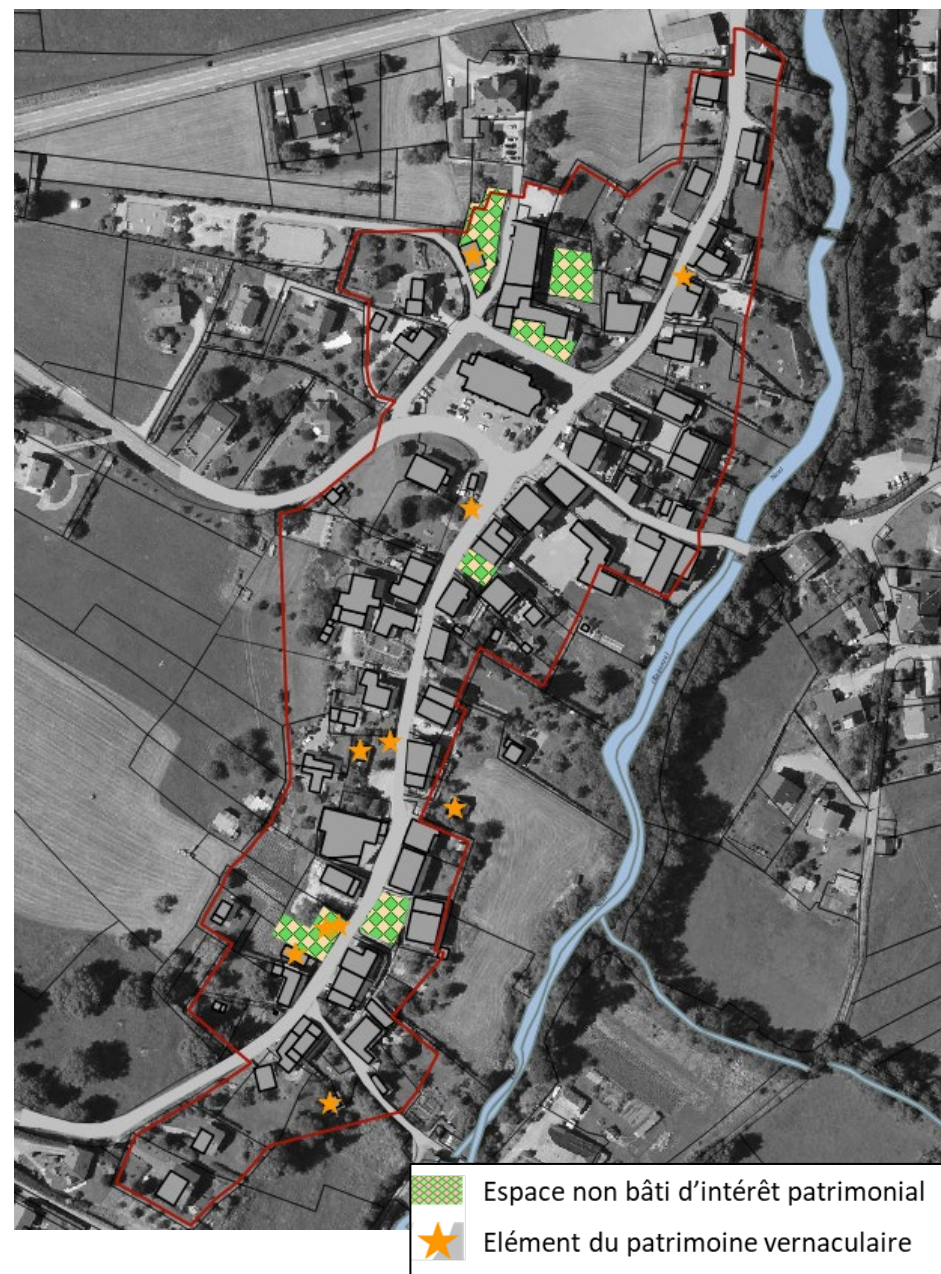 Espace non bâti d'intérêt patrimonial
Elément du patrimoine vernaculaire